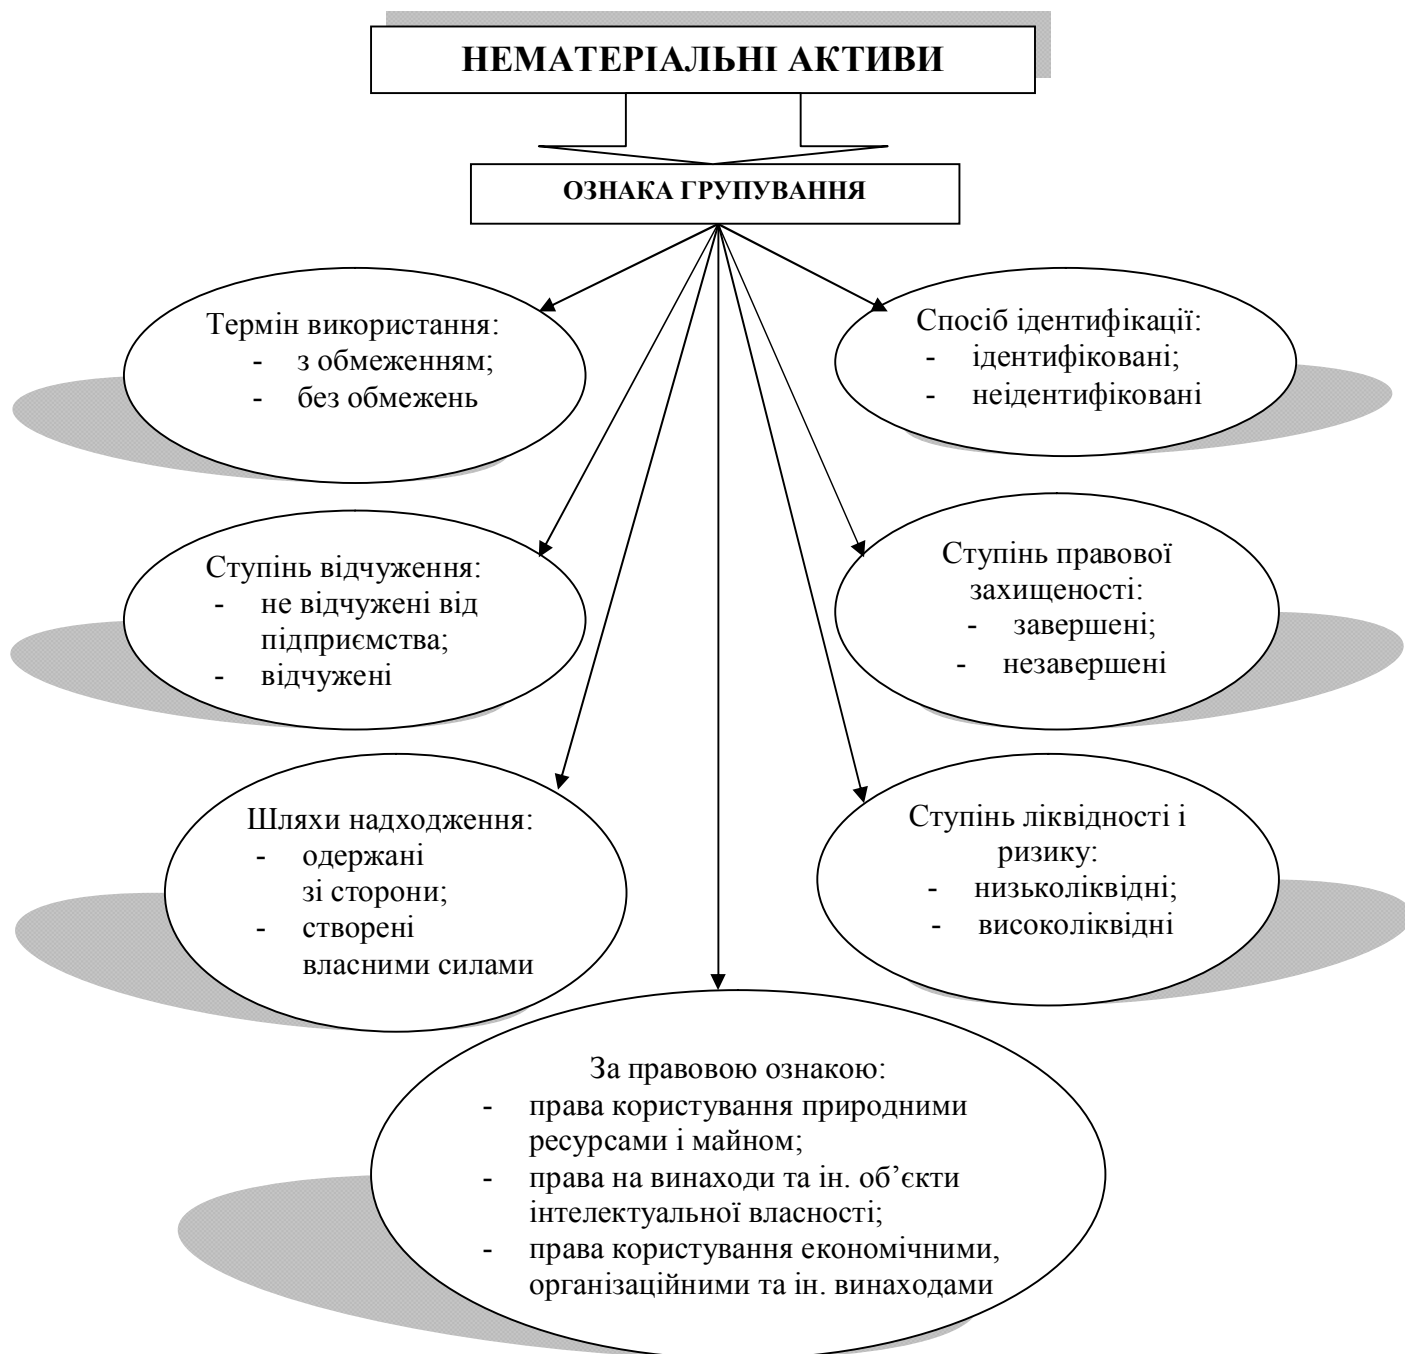 НЕМАТЕРІАЛЬНІ АКТИВИ
ОЗНАКА ГРУПУВАННЯ
Термін використання:
- з обмеженням;
- без обмежень
Спосіб ідентифікації:
- ідентифіковані;
- неідентифіковані
Ступінь відчуження:
- не відчужені від
підприємства;
- відчужені
Ступінь правової
захищеності:
- завершені;
- незавершені
Шляхи надходження:
- одержані
зі сторони;
- створені
власними силами
Ступінь ліквідності і
ризику:
- низьколіквідні;
- високоліквідні
За правовою ознакою:
- права користування природними
ресурсами і майном;
- права на винаходи та ін. об’єкти
інтелектуальної власності;
- права користування економічними,
організаційними та ін. винаходами